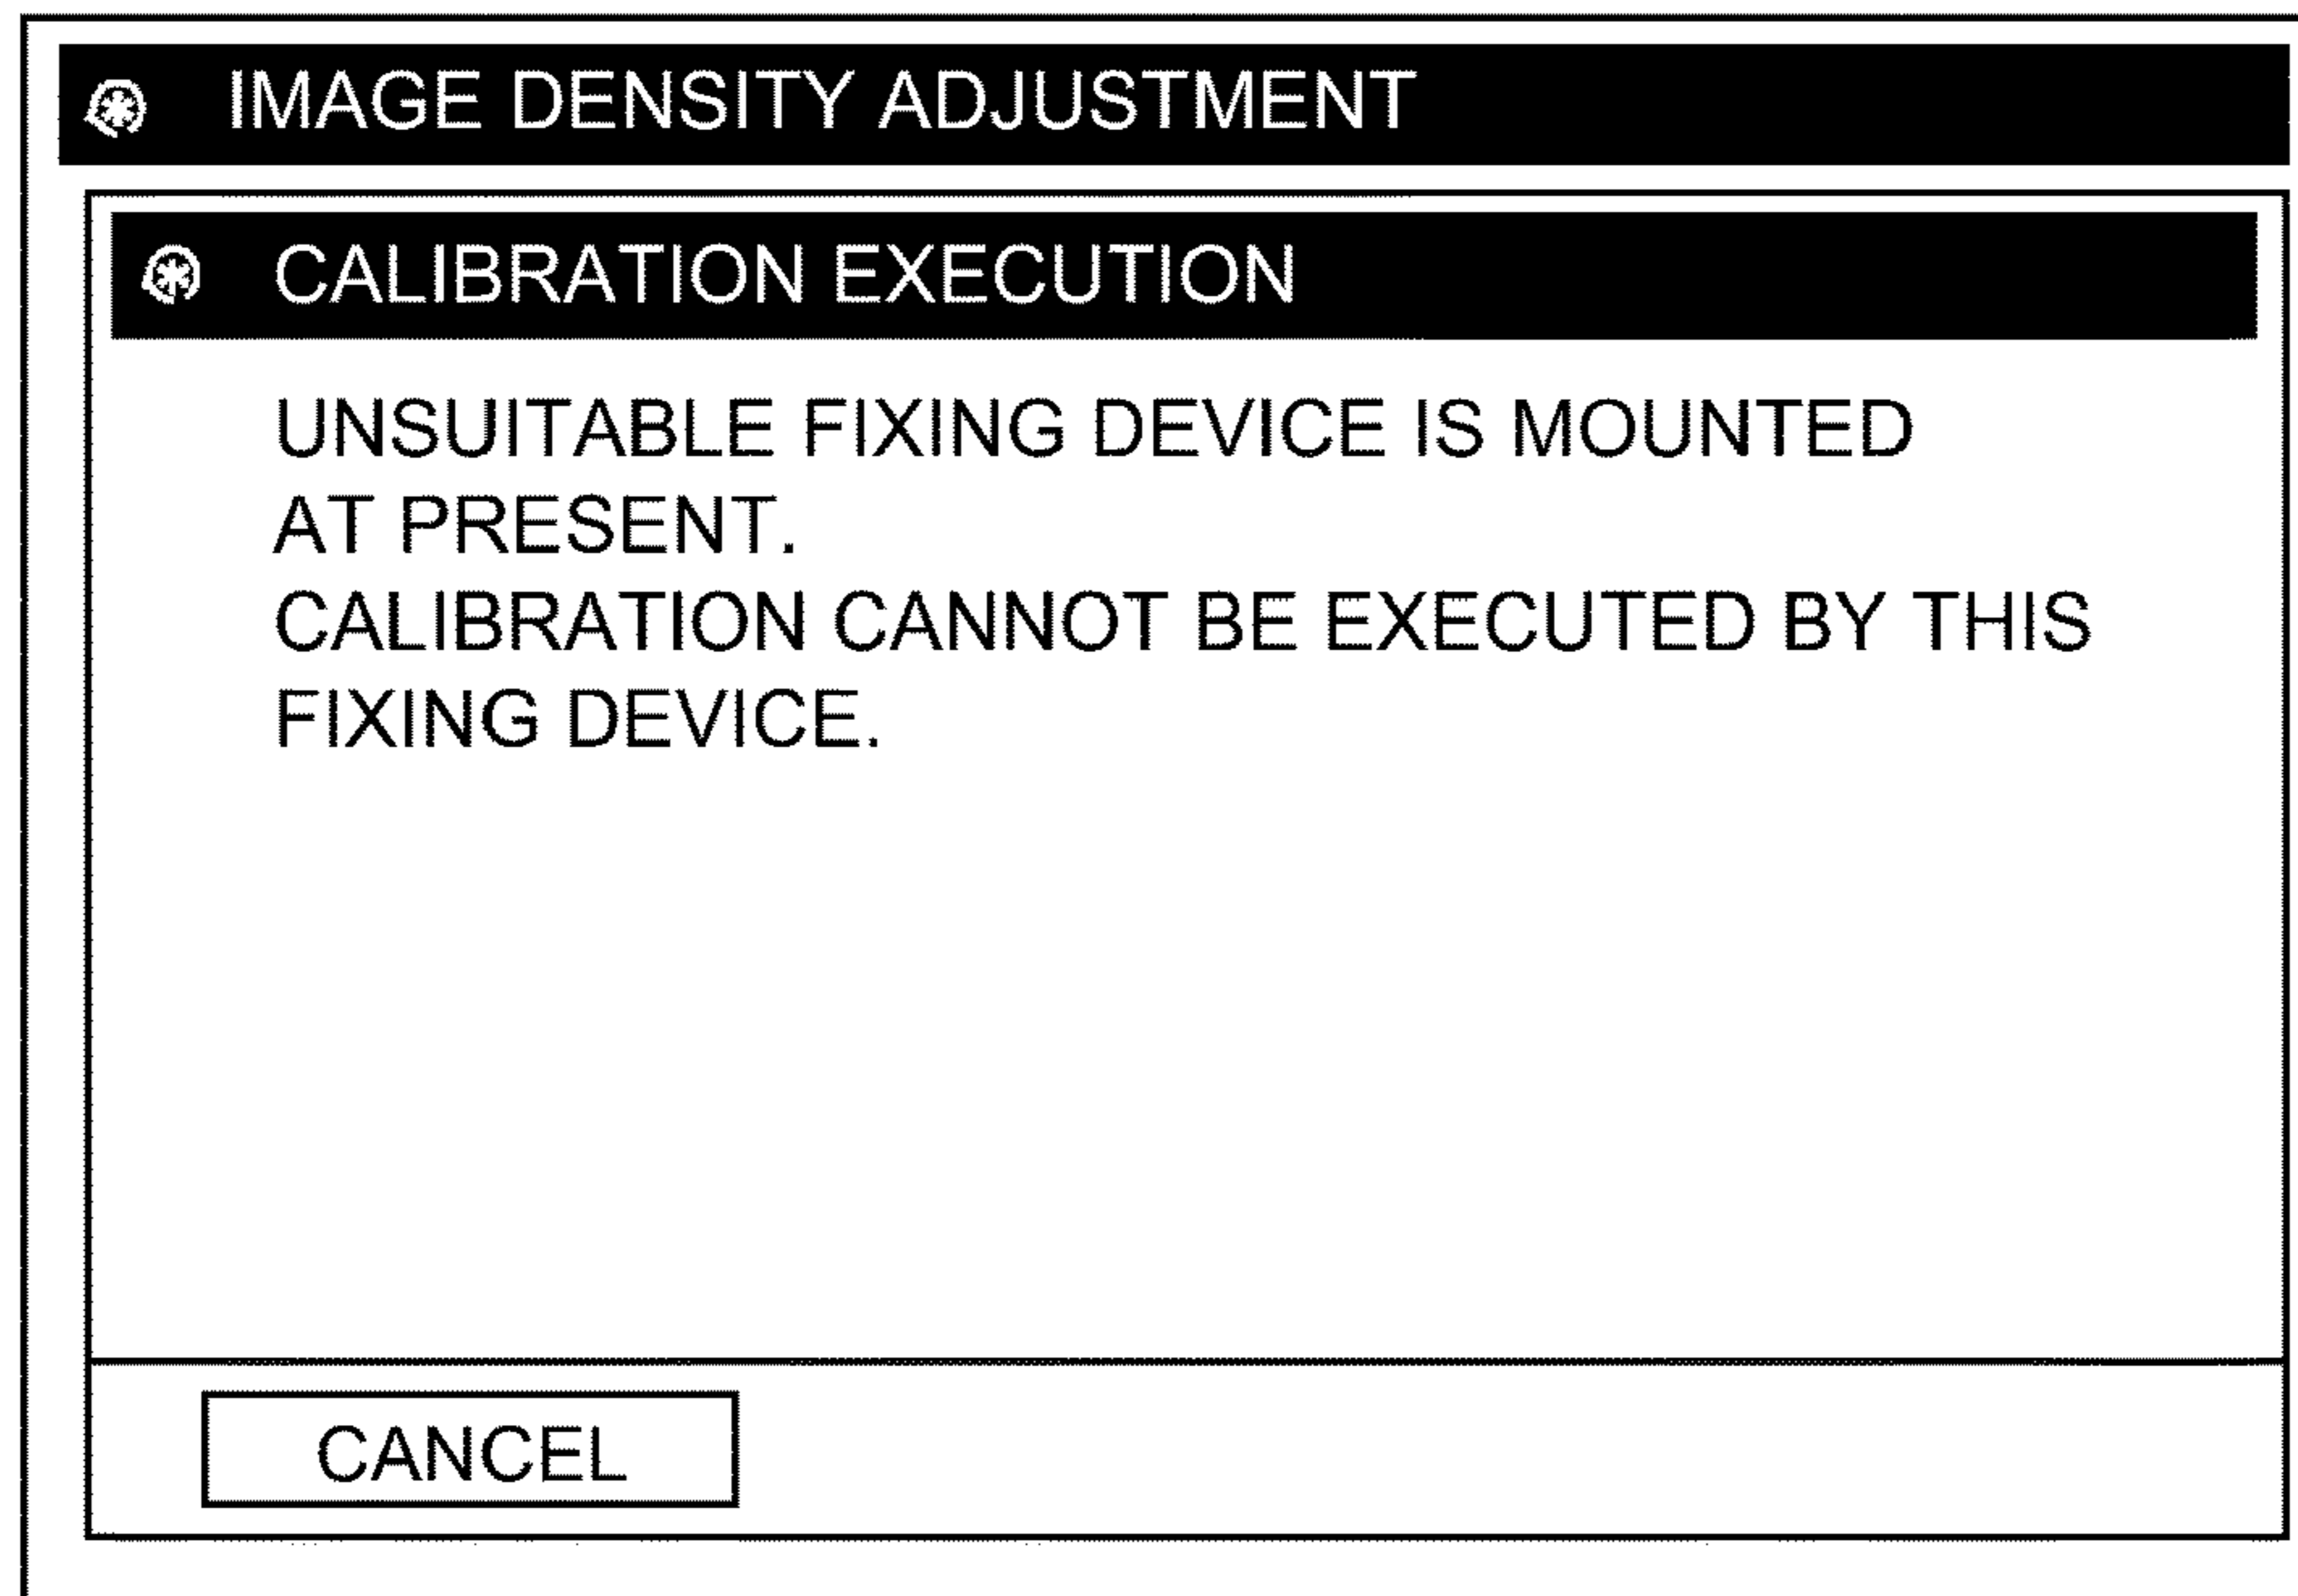 IMAGE DENSITY ADJUSTMENT
CALIBRATION EXECUTION
UNSUITABLE FIXING DEVICE IS MOUNTED
AT PRESENT.
CALIBRATION CANNOT BE EXECUTED BY THIS
FIXING DEVICE.
CANCEL